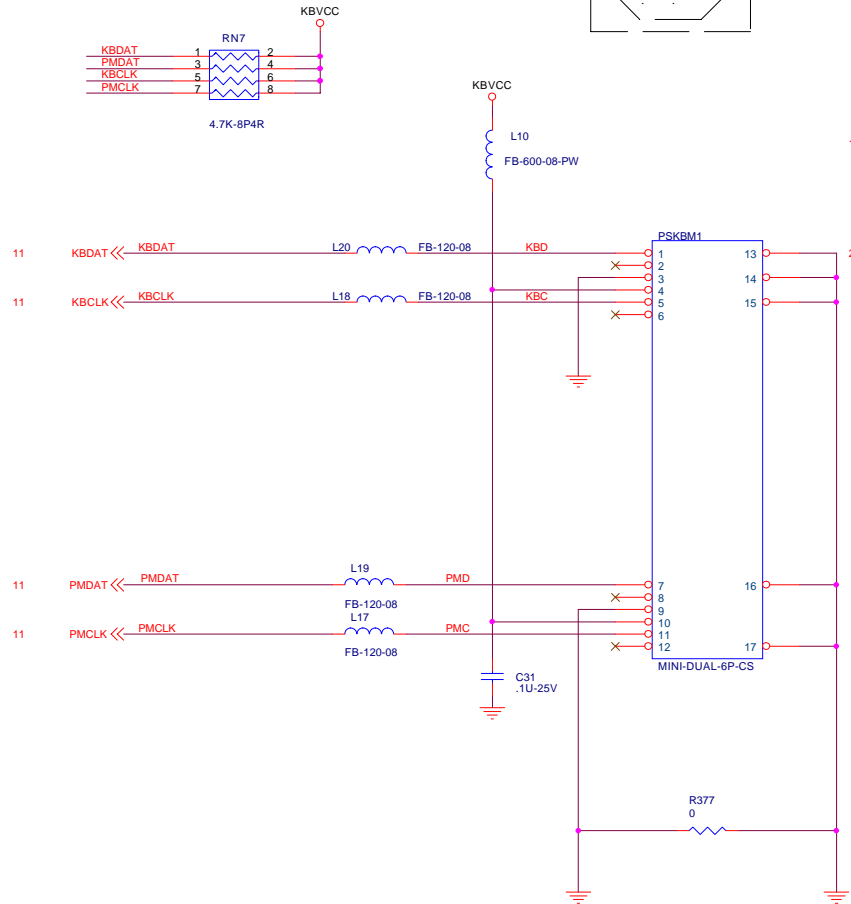 KBVCC
RN7
KBDAT 1 2
PMDAT 3 4
KBCLK 5 6
PMCLK 7 8
4.7K-8P4R
KBVCC
L10
FB-600-08-PW
PSKBM1
11 KBDAT KBDAT L20 FB-120-08 KBD 1 13
2
3 14
4
11 KBCLK KBCLK L18 FB-120-08 KBC 5 15
6
L19
11 PMDAT PMDAT PMD 7 16
8
FB-120-08 9
L17 10
11 PMCLK PMCLK PMC 11
12 17
FB-120-08
MINI-DUAL-6P-CS
C31
.1U-25V
R377
0